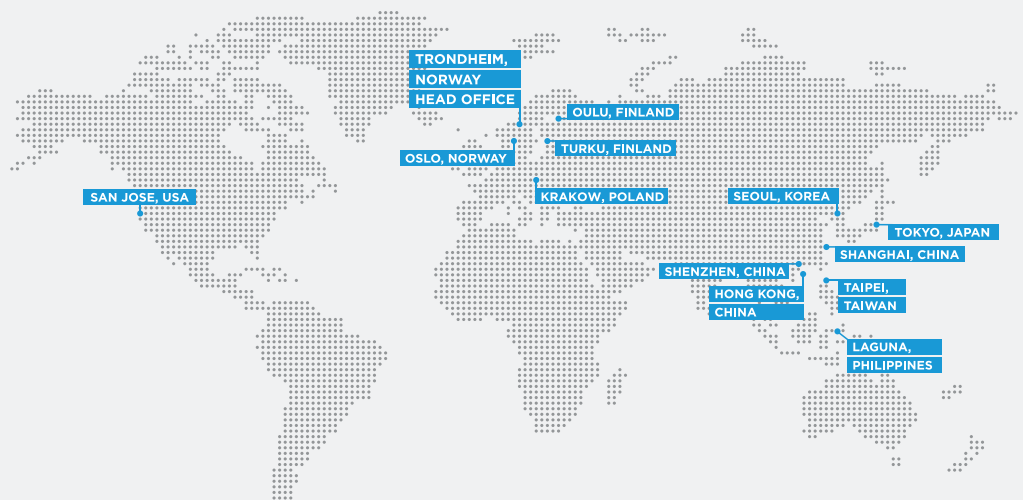 TRONDHEIM,
NORWAY
HEAD OFFICE
OULU, FINLAND
TURKU, FINLAND
OSLO, NORWAY
KRAKOW, POLAND
SAN JOSE, USA
SEOUL, KOREA
TOKYO, JAPAN
SHANGHAI, CHINA
SHENZHEN, CHINA
HONG KONG,
CHINA
TAIPEI,
TAIWAN
LAGUNA,
PHILIPPINES